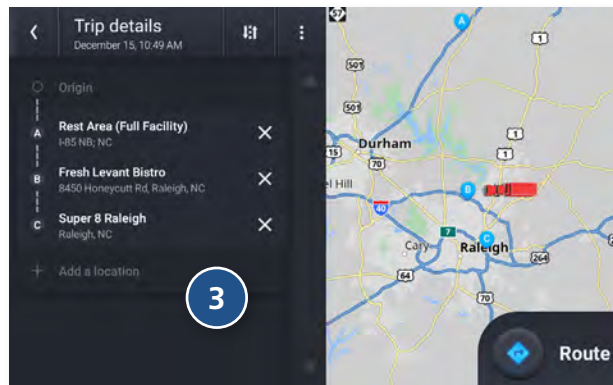 Trip details
December 15, 10:49 AM
Origin
A
Rest Area (Full Facility)
I-85 NB; NC
B
Fresh Levant Bistro
8450 Honeycutt Rd, Raleigh, NC
C
Super 8 Raleigh
Raleigh, NC
Add a location
3
A
1
501
501
1
15
Durham
70
1
el Hill
B
40
7
C
Cary
Raleigh
264
64
70
Route